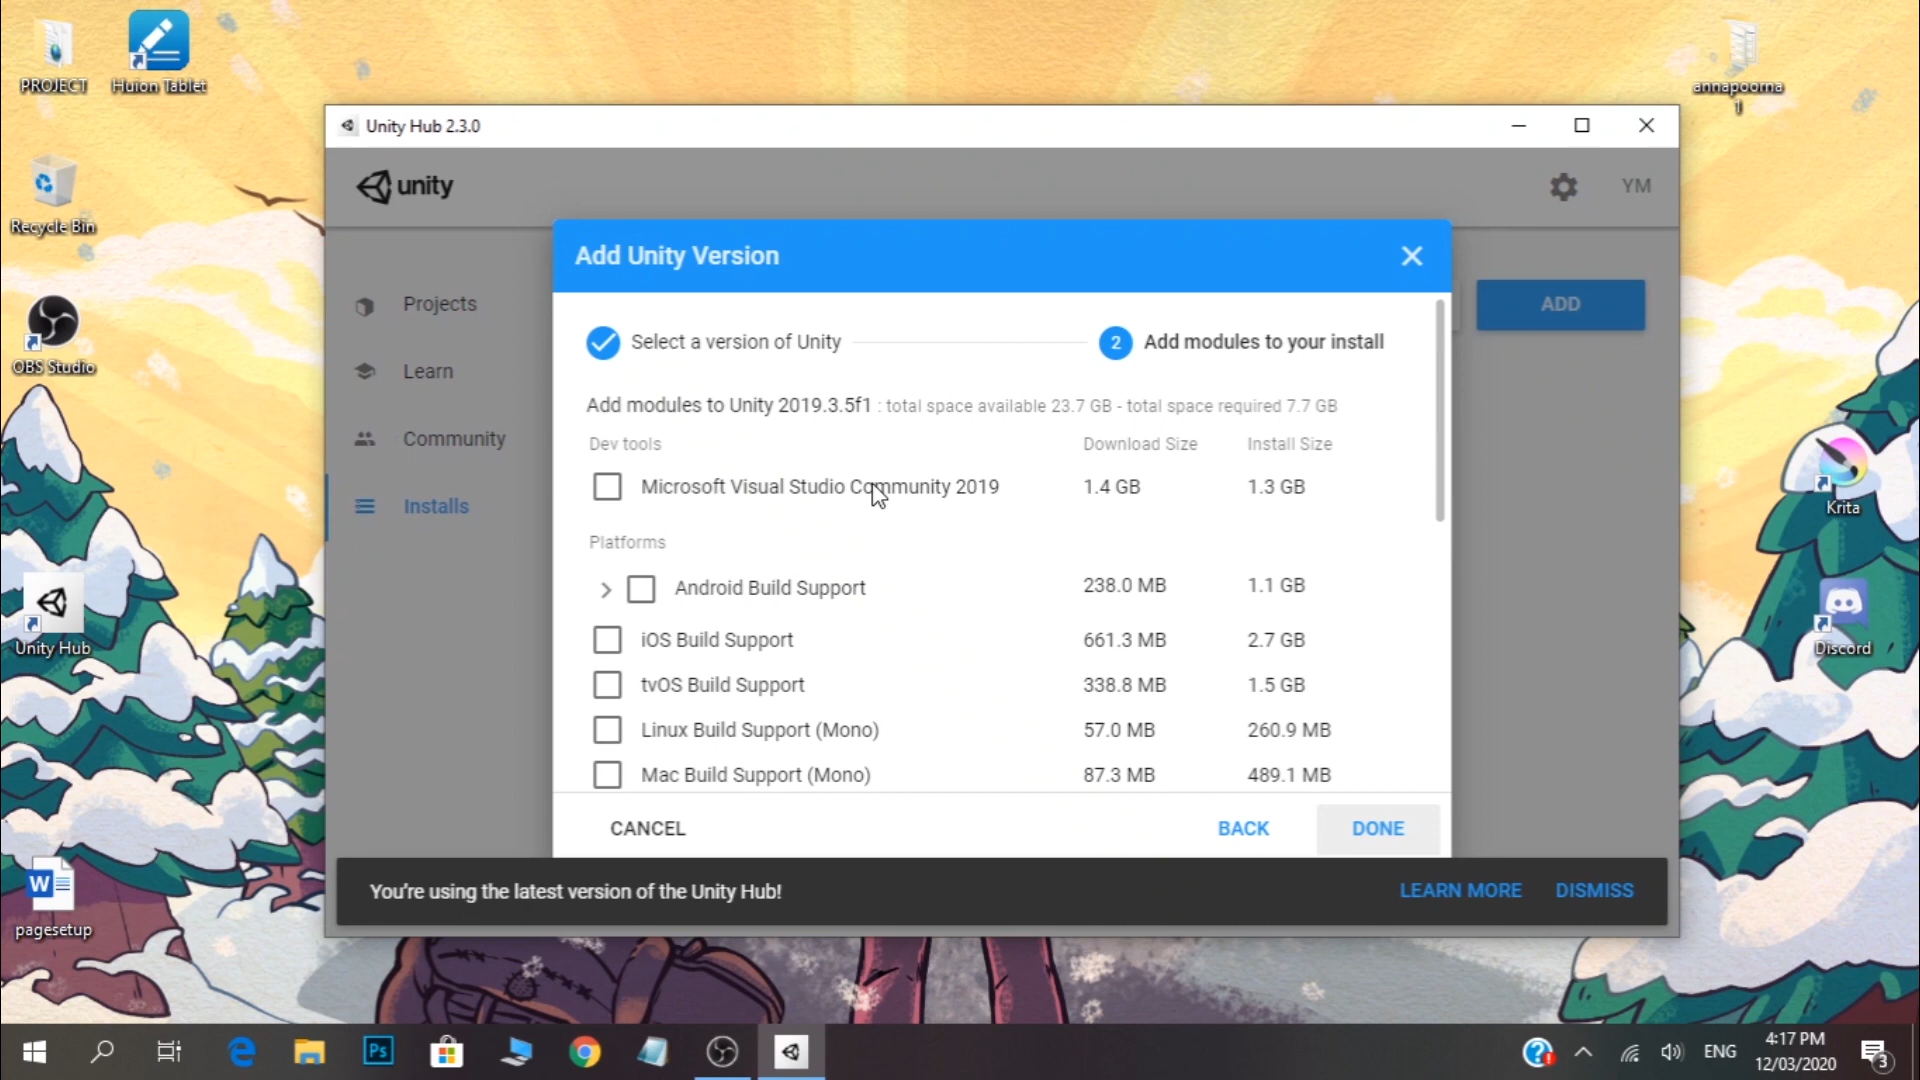 PROJECT
Huion Tablet
annapoorna
1
Recycle Bin
OBS Studio
Unity Hub
W
pagesetup
Krita
Discord
Unity Hub 2.3.0
unity
YM
Projects
Learn
Community
Installs
ADD
Add Unity Version
Select a version of Unity
2 Add modules to your install
Add modules to Unity 2019.3.5f1 : total space available 23.7 GB - total space required 7.7 GB
Dev tools Download Size Install Size
Microsoft Visual Studio Community 2019 1.4 GB 1.3 GB
Platforms
Android Build Support 238.0 MB 1.1 GB
iOS Build Support 661.3 MB 2.7 GB
tvOS Build Support 338.8 MB 1.5 GB
Linux Build Support (Mono) 57.0 MB 260.9 MB
Mac Build Support (Mono) 87.3 MB 489.1 MB
CANCEL BACK DONE
You're using the latest version of the Unity Hub! LEARN MORE DISMISS
Ps
ENG
4:17 PM
12/03/2020
3